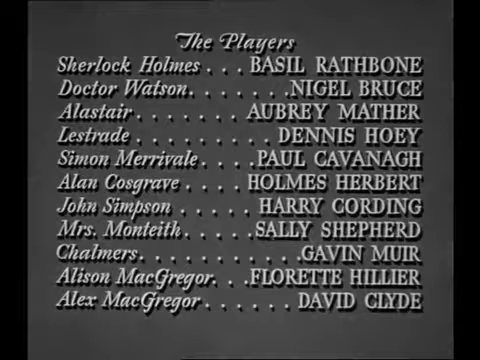 The Players
Sherlock Holmes . . . BASIL RATHBONE
Doctor Watson. . . . . . .NIGEL BRUCE
Alastair . . . . . . . AUBREY MATHER
Lestrade . . . . . . . . . DENNIS HOEY
Simon Merrivale . . . . PAUL CAVANAGH
Alan Cosgrave . . . . HOLMES HERBERT
John Simpson . . . . . HARRY CORDING
Mrs. Monteith. . . . . SALLY SHEPHERD
Chalmers. . . . . . . . . . . GAVIN MUIR
Alison MacGregor. . .FLORETTE HILLIER
Alex MacGregor . . . . . . DAVID CLYDE